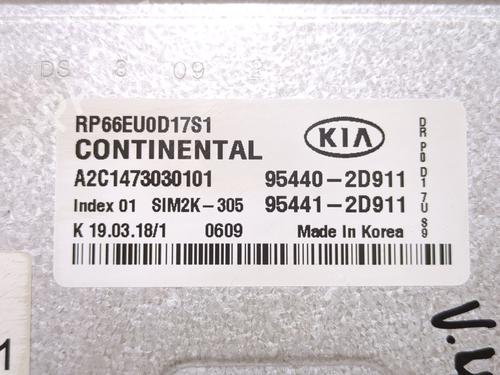 DS 3 09 2
RP66EU0D17S1
CONTINENTAL
KIA
A2C1473030101 95440-2D911
Index 01 SIM2K-305 95441-2D911
K 19.03.18/1 0609 Made In Korea
DR P0 D1 7U S9
1